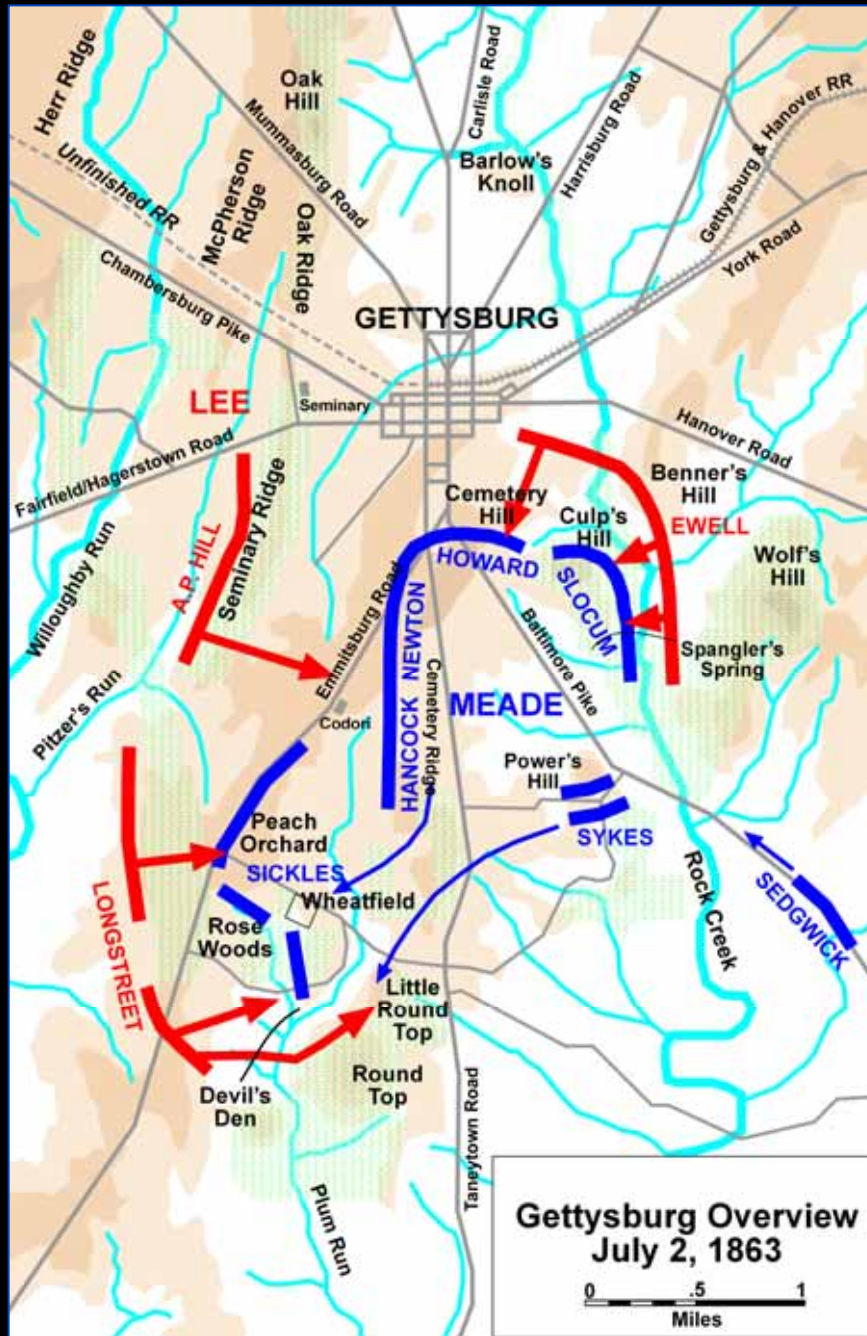 Herr Ridge
Oak
Hill
Mummasburg Road
Carlisle Road
Harrisburg Road
Gettysburg & Hanover RR
Unfinished RR
McPherson
Ridge
Barlow's
Knoll
Oak Ridge
York Road
Chambersburg Pike
GETTYSBURG
LEE
Seminary
Hanover Road
Fairfield/Hagerstown Road
Seminary Ridge
Cemetery
Hill
Benner's
Hill
Culp's
Hill
EWELL
Willoughby Run
A.P. HILL
HOWARD
Wolf's
Hill
SLOCUM
Emmitsburg Road
Baltimore Pike
Spangler's
Spring
Pitzer's Run
HANCOCK NEWTON
Cemetery Ridge
MEADE
Codori
Power's
Hill
Peach
Orchard
SICKLES
SYKES
Wheatfield
LONGSTREET
Rose
Woods
Rock Creek
SEDGWICK
Little
Round
Top
Devil's
Den
Round
Top
Taneytown Road
Plum Run
Gettysburg Overview
July 2, 1863
0 .5 1
Miles